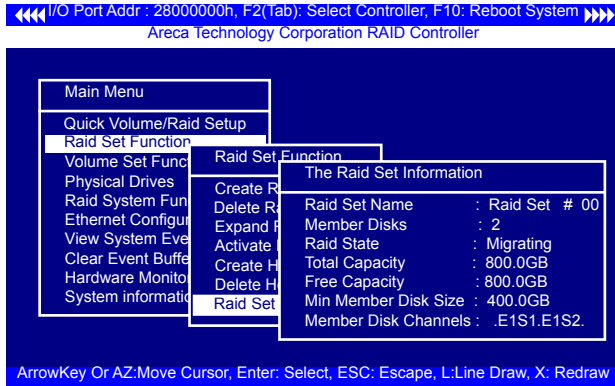 I/O Port Addr : 28000000h, F2(Tab): Select Controller, F10: Reboot System
Areca Technology Corporation RAID Controller
Main Menu
Quick Volume/Raid Setup
Raid Set Function
Volume Set Funct
Physical Drives
Raid System Fun
Ethernet Configur
View System Eve
Clear Event Buffe
Hardware Monito
System informatio
Raid Set Function
Create R
Delete Ra
Expand R
Activate
Create H
Delete Ho
Raid Set
The Raid Set Information
Raid Set Name : Raid Set # 00
Member Disks : 2
Raid State : Migrating
Total Capacity : 800.0GB
Free Capacity : 800.0GB
Min Member Disk Size : 400.0GB
Member Disk Channels : .E1S1.E1S2.
ArrowKey Or AZ:Move Cursor, Enter: Select, ESC: Escape, L:Line Draw, X: Redraw